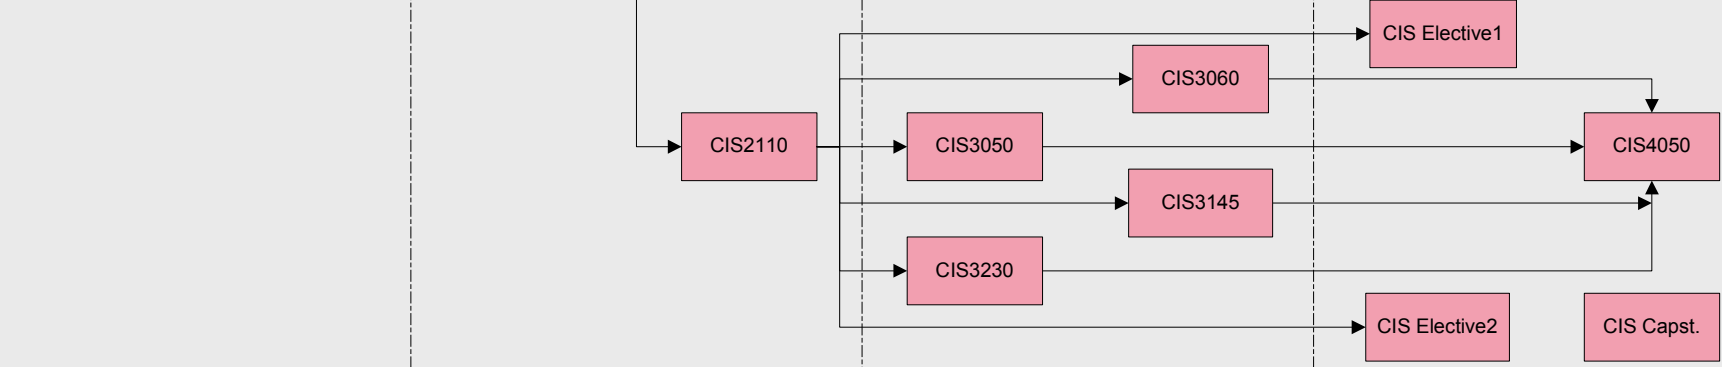 CIS Elective1
CIS3060
CIS2110
CIS3050
CIS4050
CIS3145
CIS3230
CIS Elective2
CIS Capst.